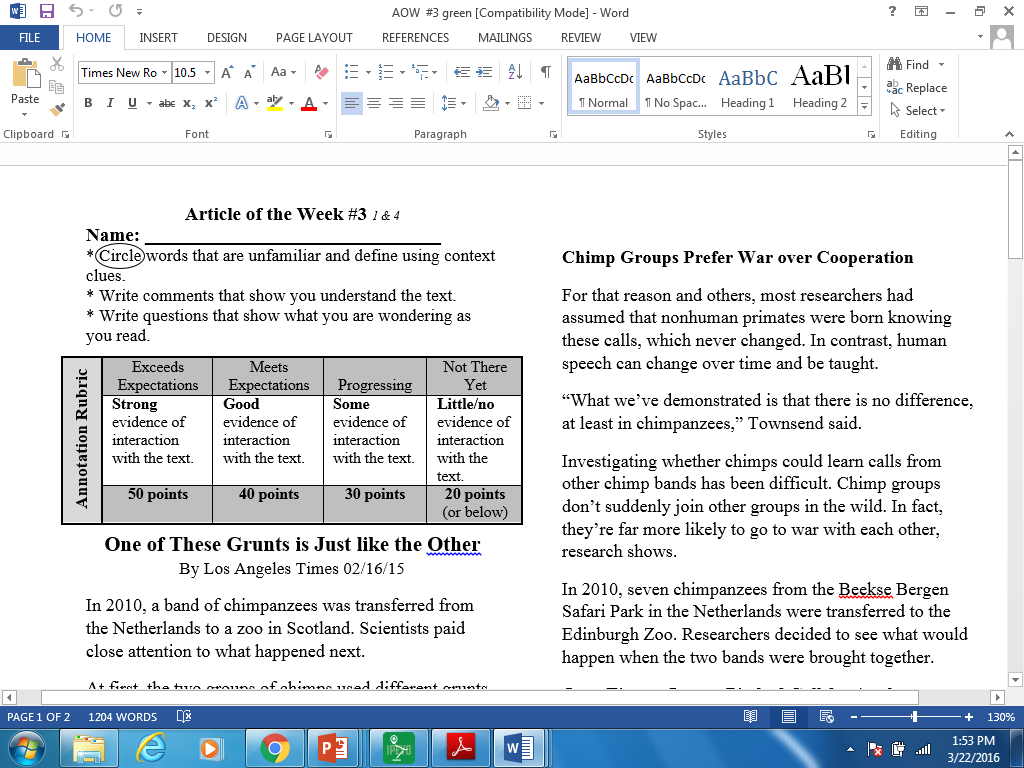 AOW #3 green [Compatibility Mode] - Word
FILE
HOME
INSERT
DESIGN
PAGE LAYOUT
REFERENCES
MAILINGS
REVIEW
VIEW
Paste
Clipboard
Times New Ro
10.5
Font
Paragraph
AaBbCcDc
¶ Normal
AaBbCcDc
¶ No Spac...
AaBbC
Heading 1
AaBl
Heading 2
Styles
Find
Replace
Select
Editing
Article of the Week #3 1 & 4
Name:
* Circle words that are unfamiliar and define using context
clues.
* Write comments that show you understand the text.
* Write questions that show what you are wondering as
you read.
Annotation Rubric
Exceeds
Expectations
Meets
Expectations
Progressing
Not There
Yet
Strong
evidence of
interaction
with the text.
Good
evidence of
interaction
with the text.
Some
evidence of
interaction
with the text.
Little/no
evidence of
interaction
with the
text.
50 points
40 points
30 points
20 points
(or below)
One of These Grunts is Just like the Other
By Los Angeles Times 02/16/15
In 2010, a band of chimpanzees was transferred from
the Netherlands to a zoo in Scotland. Scientists paid
close attention to what happened next.
At first, the two groups of chimps used different grunts
Chimp Groups Prefer War over Cooperation
For that reason and others, most researchers had
assumed that nonhuman primates were born knowing
these calls, which never changed. In contrast, human
speech can change over time and be taught.
“What we’ve demonstrated is that there is no difference,
at least in chimpanzees,” Townsend said.
Investigating whether chimps could learn calls from
other chimp bands has been difficult. Chimp groups
don’t suddenly join other groups in the wild. In fact,
they’re far more likely to go to war with each other,
research shows.
In 2010, seven chimpanzees from the Beekse Bergen
Safari Park in the Netherlands were transferred to the
Edinburgh Zoo. Researchers decided to see what would
happen when the two bands were brought together.
PAGE 1 OF 2
1204 WORDS
130%
1:53 PM
3/22/2016